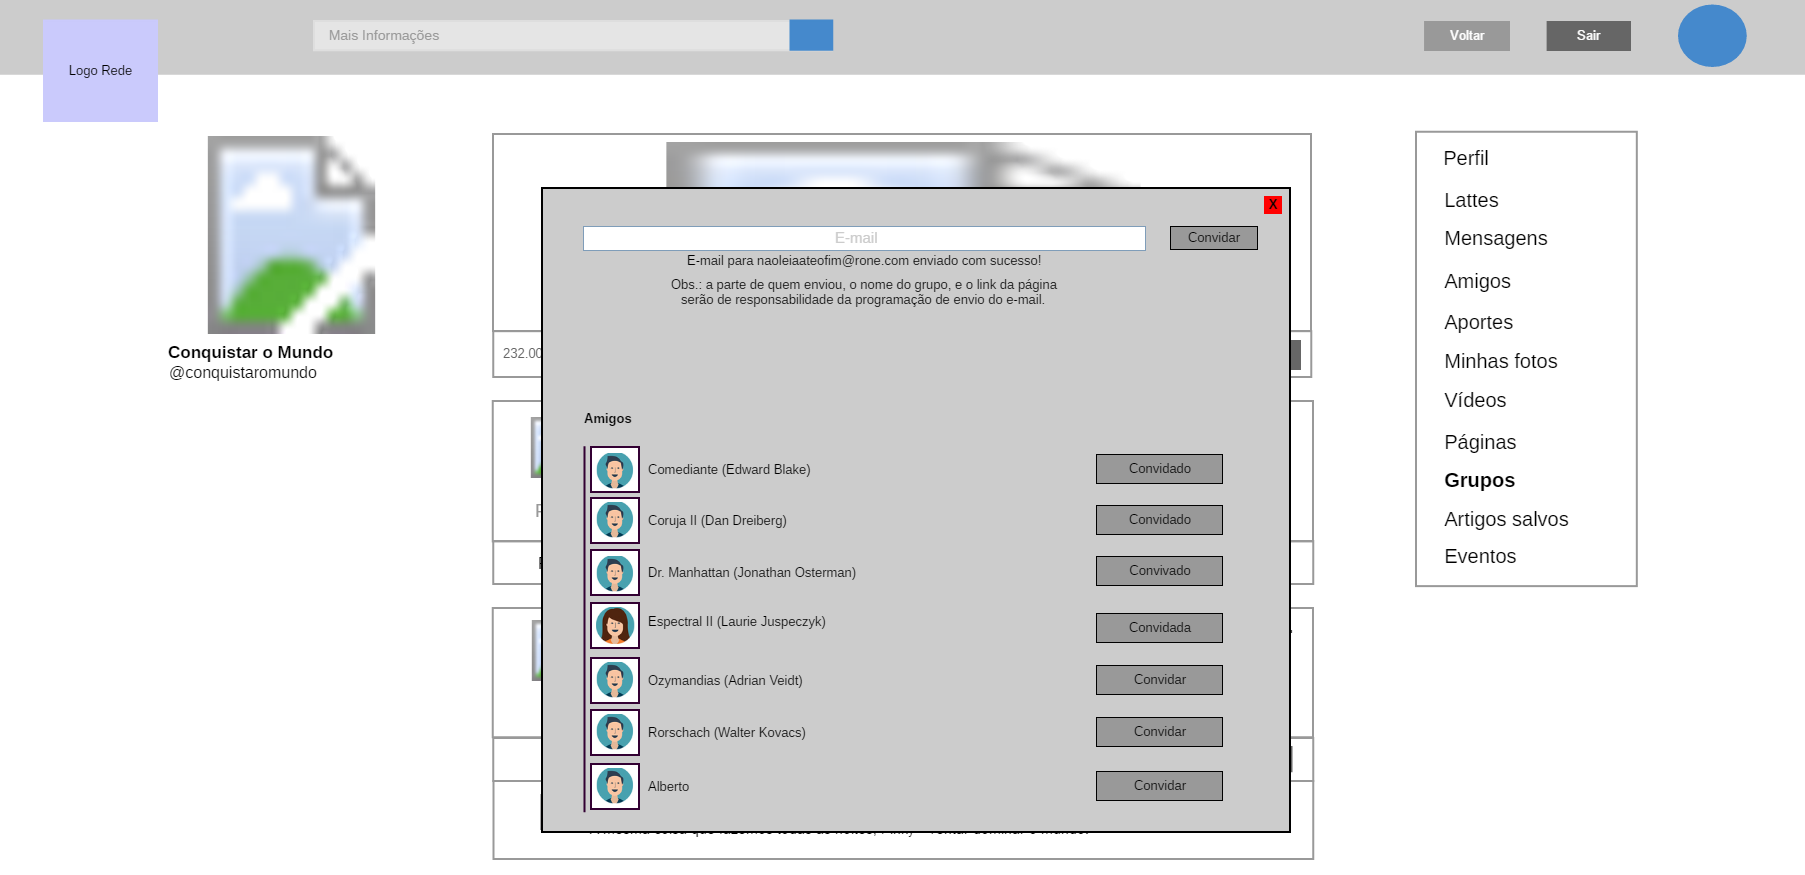 Mais Informações
Voltar
Sair
Logo Rede
Conquistar o Mundo
@conquistaromundo
232.00
X
E-mail
Convidar
E-mail para naoleiaateofim@rone.com enviado com sucesso!
Obs.: a parte de quem enviou, o nome do grupo, e o link da página
serão de responsabilidade da programação de envio do e-mail.
Amigos
Comediante (Edward Blake)
Convidado
Coruja II (Dan Dreiberg)
Convidado
Dr. Manhattan (Jonathan Osterman)
Convivado
Espectral II (Laurie Juspeczyk)
Convidada
Ozymandias (Adrian Veidt)
Convidar
Rorschach (Walter Kovacs)
Convidar
Alberto
Convidar
Perfil
Lattes
Mensagens
Amigos
Aportes
Minhas fotos
Vídeos
Páginas
Grupos
Artigos salvos
Eventos